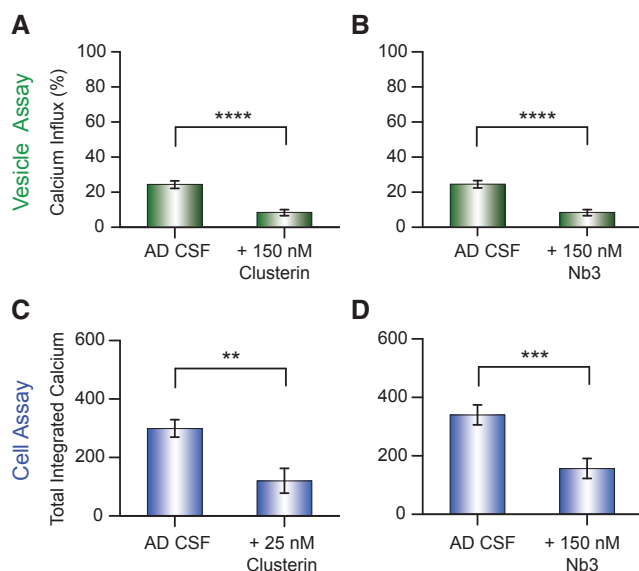 A
Vesicle Assay
Calcium Influx (%)
100
80
60
40
20
0
****
AD CSF
+ 150 nM
Clusterin
B
100
80
60
40
20
0
****
AD CSF
+ 150 nM
Nb3
C
Cell Assay
Total Integrated Calcium
600
400
200
0
**
AD CSF
+ 25 nM
Clusterin
D
600
400
200
0
***
AD CSF
+ 150 nM
Nb3